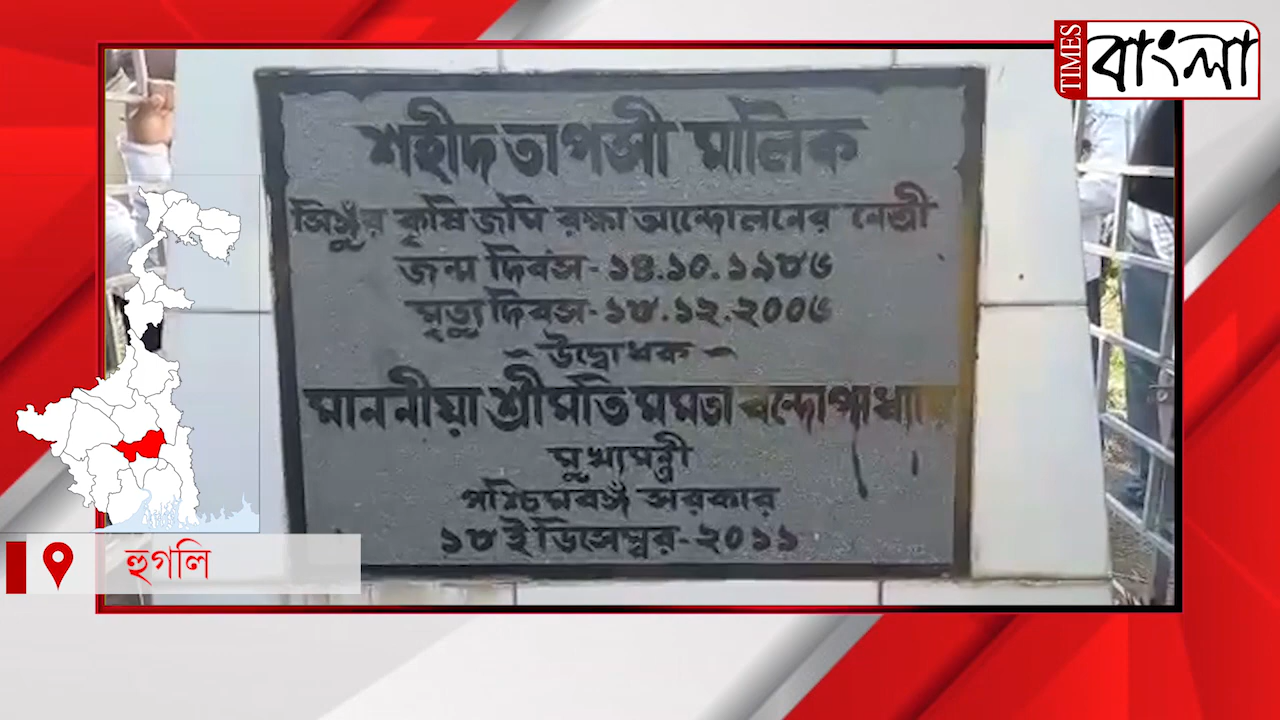 TIMES
বাংলা
শহীদ তাপসী মালিক
সিঙ্গুঁর কৃষি জমি রক্ষা আন্দোলনের নেত্রী
জন্ম দিবস-১৪.১০.১৯৮৬
মৃত্যু দিবস-১৮.১২.২০০৬
উদ্বোধক
মাননীয়া শ্রীমতি মমতা বন্দোপাধ্যায়
মুখ্যমন্ত্রী
পশ্চিমবঙ্গঁ সরকার
১৮ই ডিসেম্বর-২০১১
হুগলি